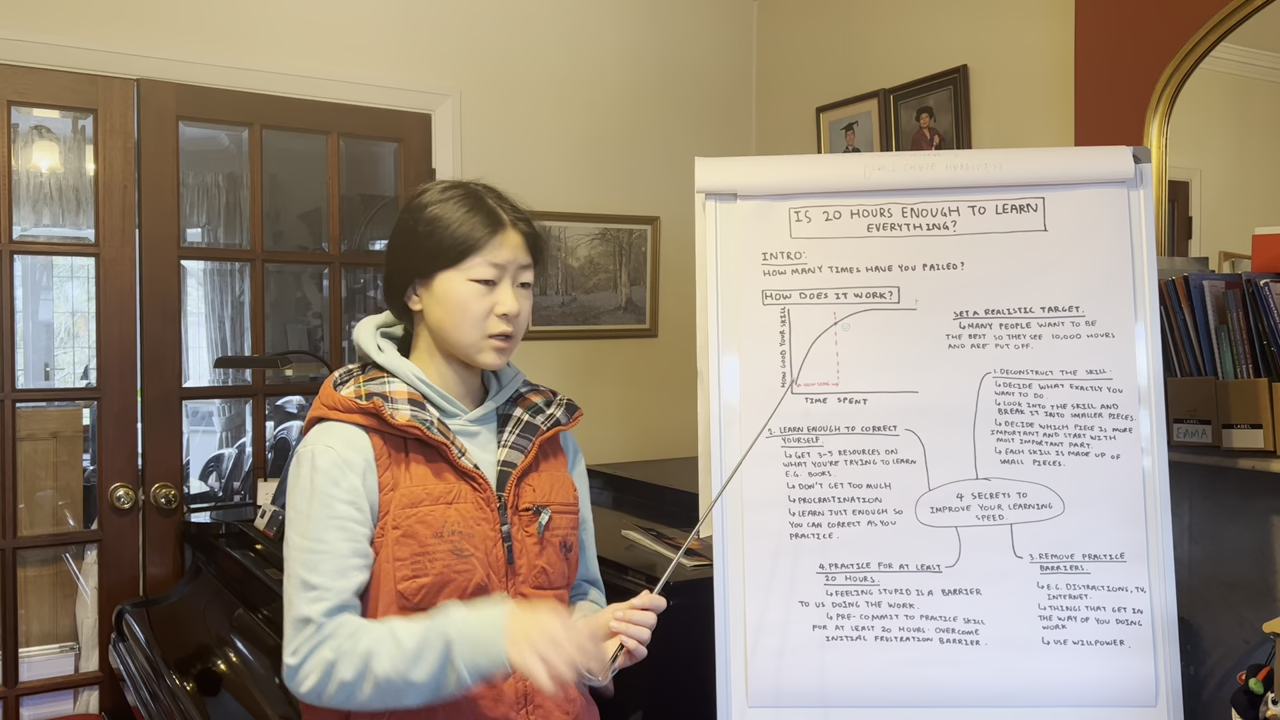 IS 20 HOURS ENOUGH TO LEARN
EVERYTHING?
INTRO:
HOW MANY TIMES HAVE YOU FAILED?
HOW DOES IT WORK?
HOW GOOD YOUR SKILL
TIME SPENT
SET A REALISTIC TARGET.
↳ MANY PEOPLE WANT TO BE
THE BEST SO THEY SEE 10,000 HOURS
AND ARE PUT OFF.
1. DECONSTRUCT THE SKILL.
↳ DECIDE WHAT EXACTLY YOU
WANT TO DO.
↳ LOOK INTO THE SKILL AND
BREAK IT INTO SMALLER PIECES.
↳ DECIDE WHICH PIECE IS MORE
IMPORTANT AND START WITH
MOST IMPORTANT PART.
↳ EACH SKILL IS MADE UP OF
SMALL PIECES.
2. LEARN ENOUGH TO CORRECT
YOURSELF.
↳ GET 3-5 RESOURCES ON
WHAT YOU'RE TRYING TO LEARN
E.G. BOOKS.
↳ DON'T GET TOO MUCH
↳ PROCRASTINATION
↳ LEARN JUST ENOUGH SO
YOU CAN CORRECT AS YOU
PRACTICE.
4 SECRETS TO
IMPROVE YOUR LEARNING
SPEED.
3. REMOVE PRACTICE
BARRIERS.
↳ E.G. DISTRACTIONS, TV,
INTERNET.
↳ THINGS THAT GET IN
THE WAY OF YOU DOING
WORK
↳ USE WILLPOWER.
4. PRACTICE FOR AT LEAST
20 HOURS.
↳ FEELING STUPID IS A BARRIER
TO US DOING THE WORK.
↳ PRE-COMMIT TO PRACTICE SKILL
FOR AT LEAST 20 HOURS. OVERCOME
INITIAL FRUSTRATION BARRIER.
EMMA
LABEL